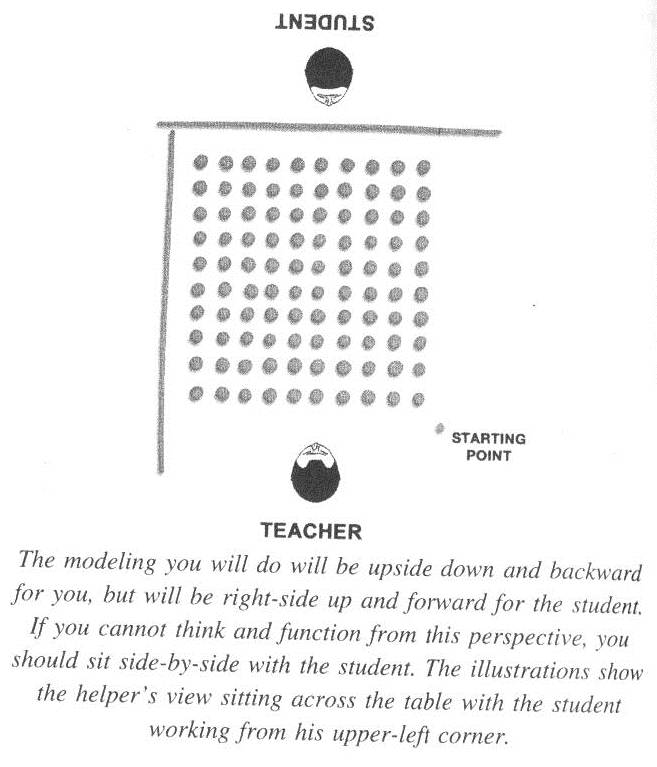 STUDENT
STARTING
POINT
TEACHER
The modeling you will do will be upside down and backward
for you, but will be right-side up and forward for the student.
If you cannot think and function from this perspective, you
should sit side-by-side with the student. The illustrations show
the helper's view sitting across the table with the student
working from his upper-left corner.